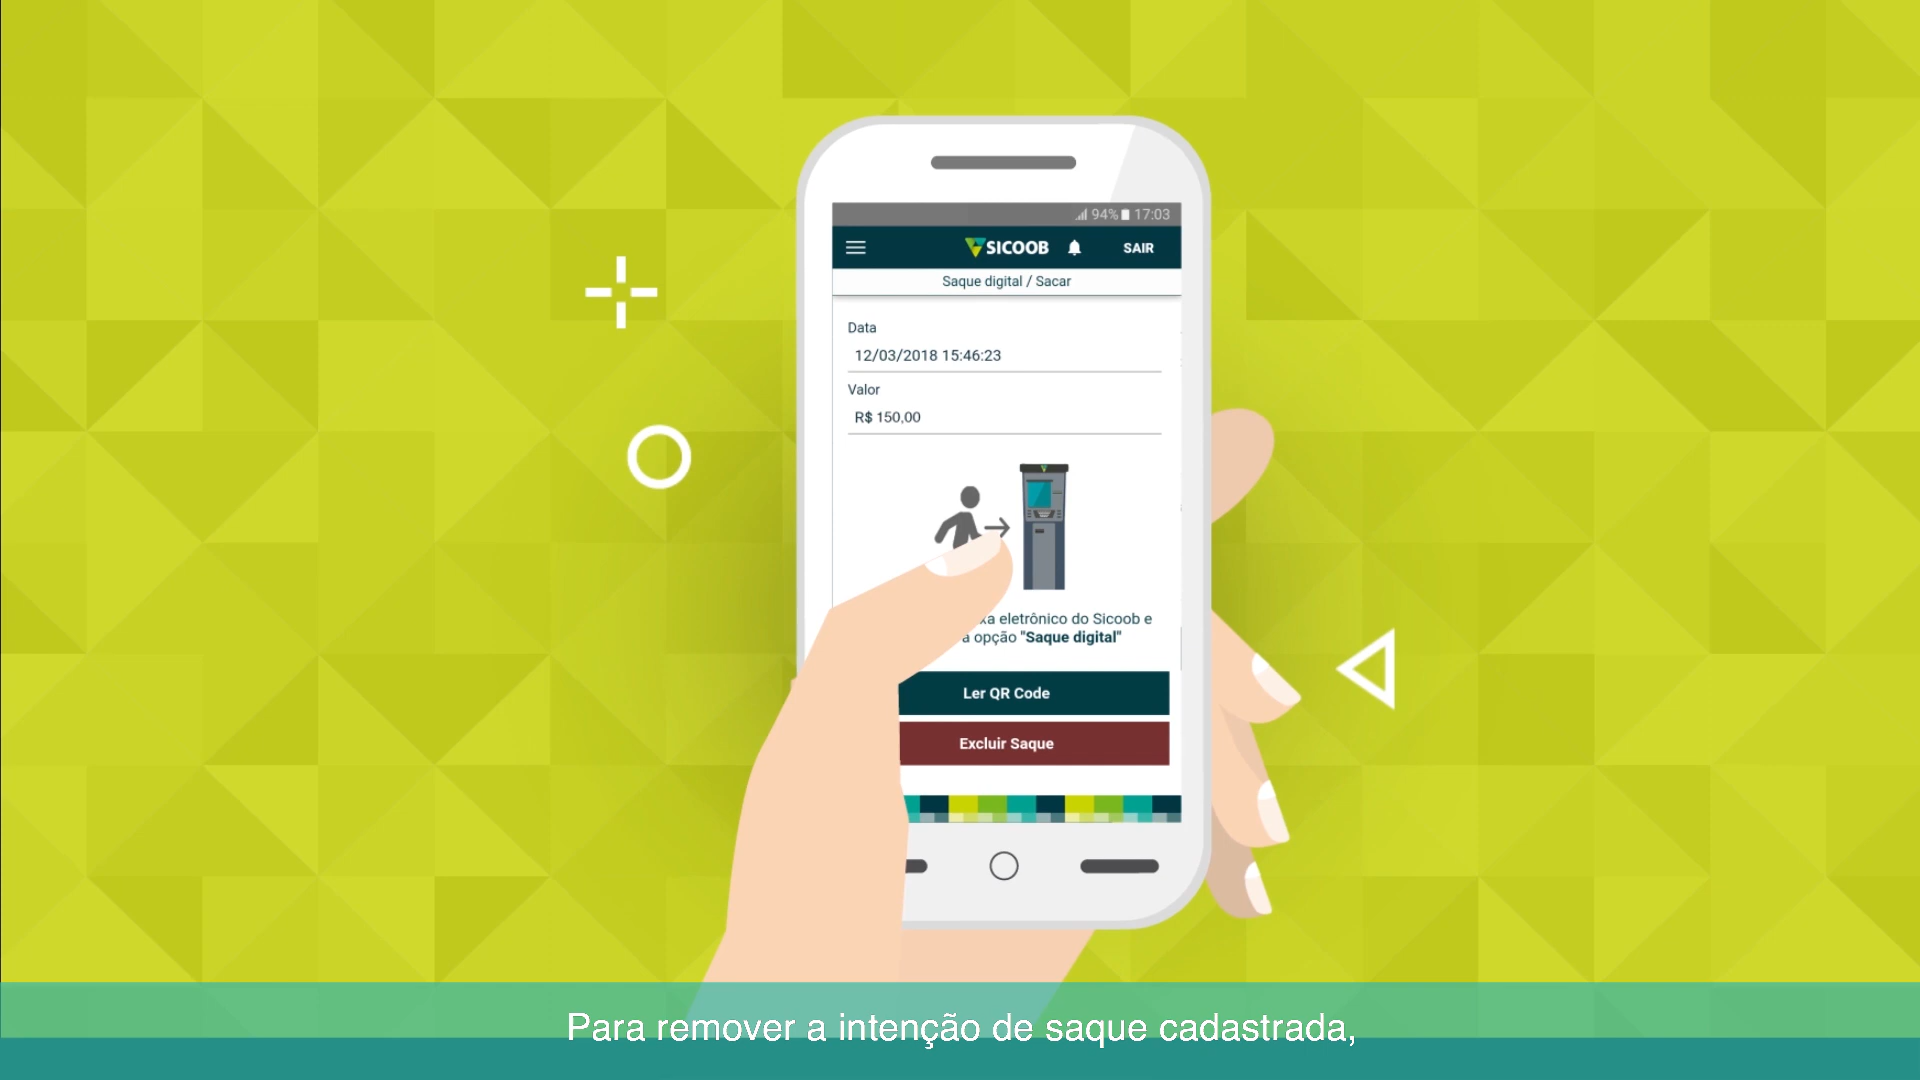 94% 17:03
SICOOB SAIR
Saque digital / Sacar
Data
12/03/2018 15:46:23
Valor
R$ 150,00
eletrônico do Sicoob e
a opção "Saque digital"
Ler QR Code
Excluir Saque
Para remover a intenção de saque cadastrada,